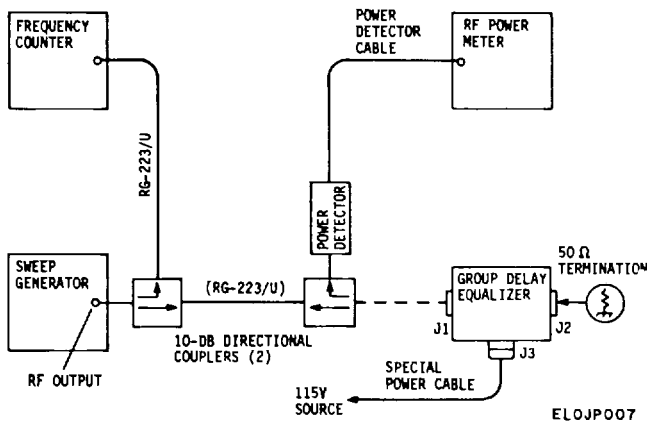 FREQUENCY
COUNTER
POWER
DETECTOR
CABLE
RF POWER
METER
RG-223/U
POWER
DETECTOR
SWEEP
GENERATOR
(RG-223/U)
GROUP DELAY
EQUALIZER
50 Ω
TERMINATION
J1
J2
J3
10-DB DIRECTIONAL
COUPLERS (2)
RF OUTPUT
SPECIAL
POWER CABLE
115V
SOURCE
ELOJP007